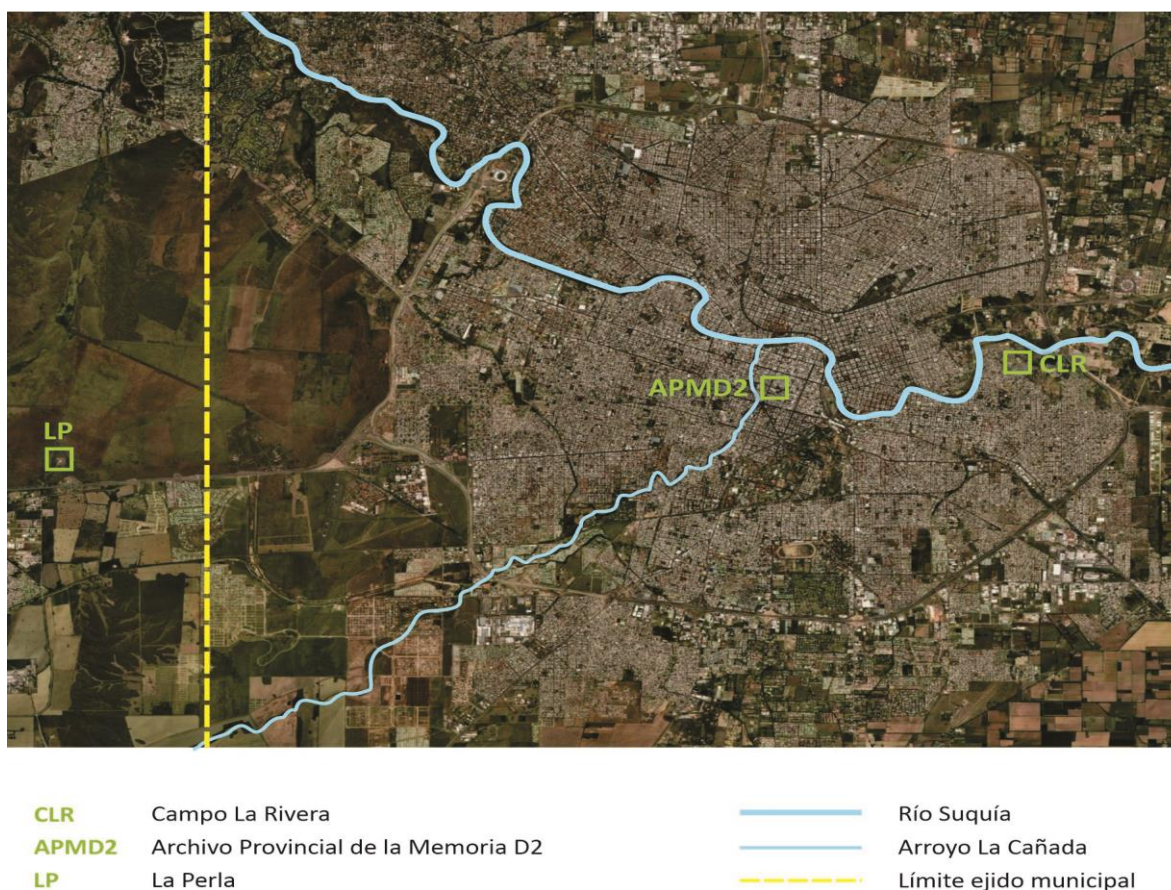 LP
APMD2
CLR
CLR Campo La Rivera
APMD2 Archivo Provincial de la Memoria D2
LP La Perla
Río Suquía
Arroyo La Cañada
Límite ejido municipal